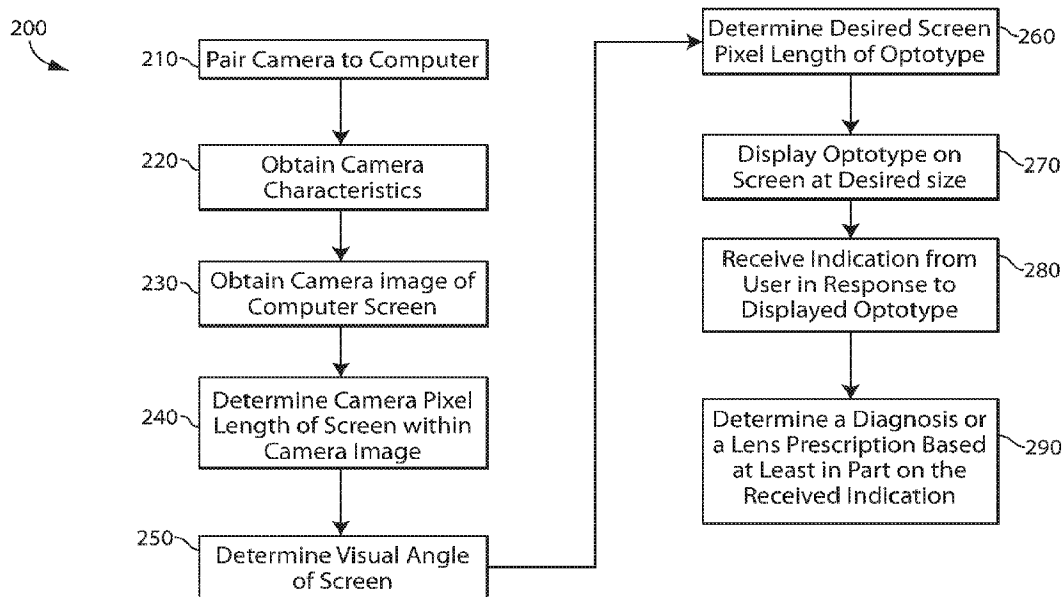 200
210
Pair Camera to Computer
220
Obtain Camera
Characteristics
230
Obtain Camera image of
Computer Screen
240
Determine Camera Pixel
Length of Screen within
Camera Image
250
Determine Visual Angle
of Screen
Determine Desired Screen
Pixel Length of Optotype
260
Display Optotype on
Screen at Desired size
270
Receive Indication from
User in Response to
Displayed Optotype
280
Determine a Diagnosis or
a Lens Prescription Based
at Least in Part on the
Received Indication
290